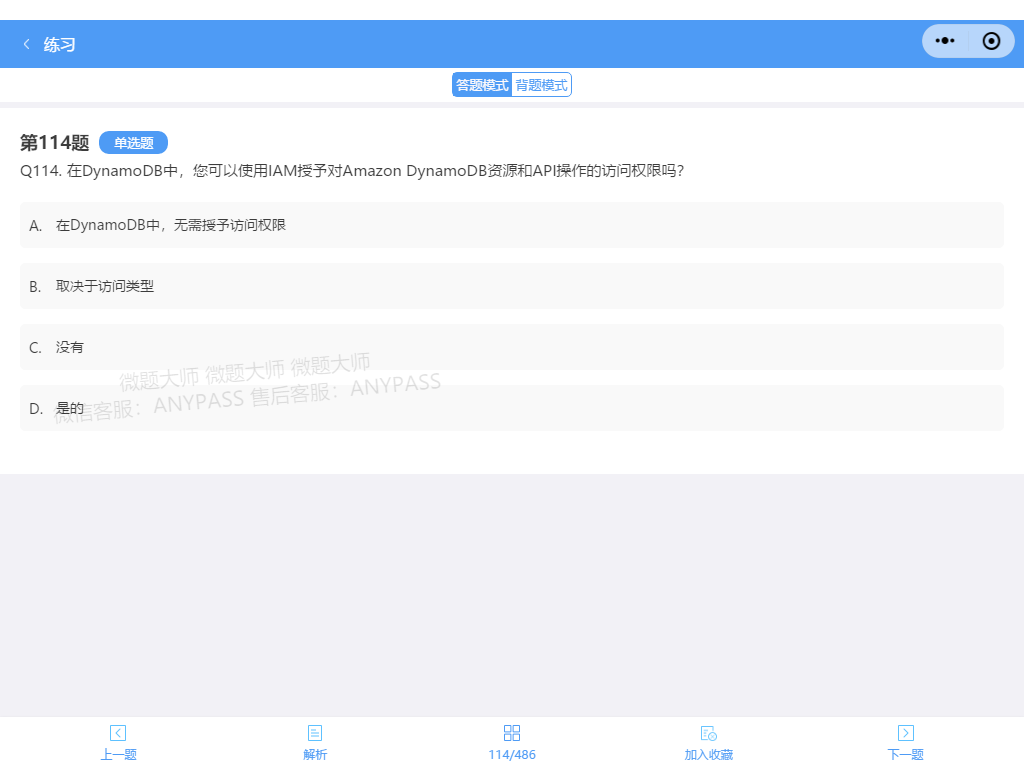 练习
答题模式 背题模式
第114题 单选题
Q114. 在DynamoDB中，您可以使用IAM授予对Amazon DynamoDB资源和API操作的访问权限吗?
A. 在DynamoDB中，无需授予访问权限
B. 取决于访问类型
C. 没有
微题大师 微题大师 微题大师
微信客服：ANYPASS 售后客服：ANYPASS
D. 是的
上一题 解析 114/486 加入收藏 下一题